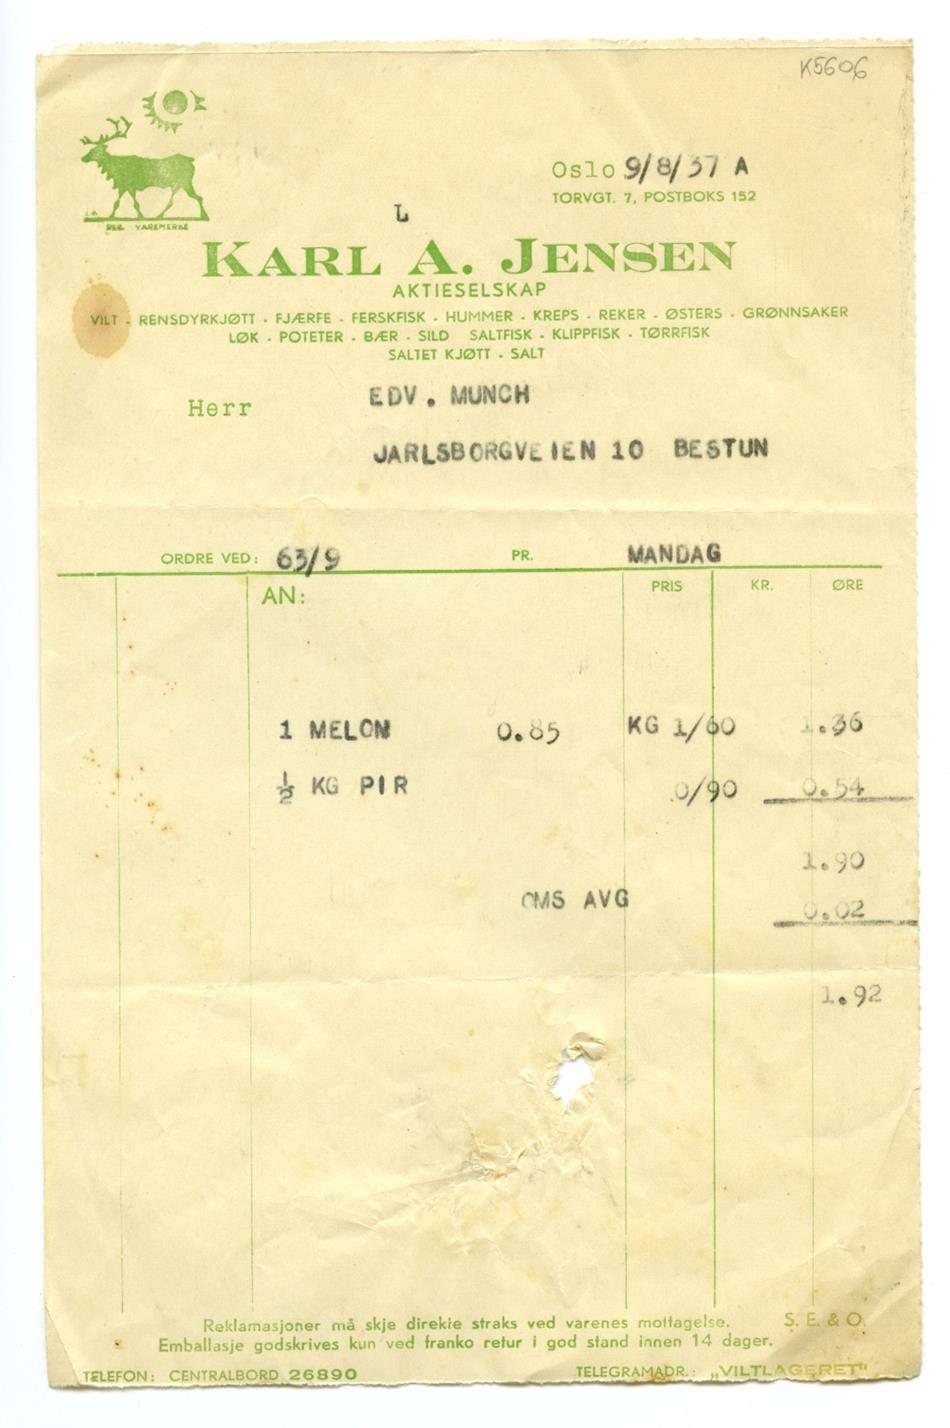 K5606
Oslo 9/8/37 A
TORVGT. 7, POSTBOKS 152
REG. VAREMERKE
L
KARL A. JENSEN
AKTIESELSKAP
VILT - RENSDYRKJØTT - FJÆRFE - FERSKFISK - HUMMER - KREPS - REKER - ØSTERS - GRØNNSAKER
LØK - POTETER - BÆR - SILD SALTFISK - KLIPPFISK - TØRRFISK
SALTET KJØTT - SALT
Herr EDV. MUNCH
JARLSBORGVEIEN 10 BESTUN
ORDRE VED: 63/9 PR. MANDAG
AN: PRIS KR. ØRE
1 MELON 0.85 KG 1/60 1.36
½ KG PIR 0/90 0.54
1.90
OMS AVG 0.02
1.92
Reklamasjoner må skje direkte straks ved varenes mottagelse. S. E. & O.
Emballasje godskrives kun ved franko retur i god stand innen 14 dager.
TELEFON: CENTRALBORD 26890 TELEGRAMADR.: „VILTLAGERET"